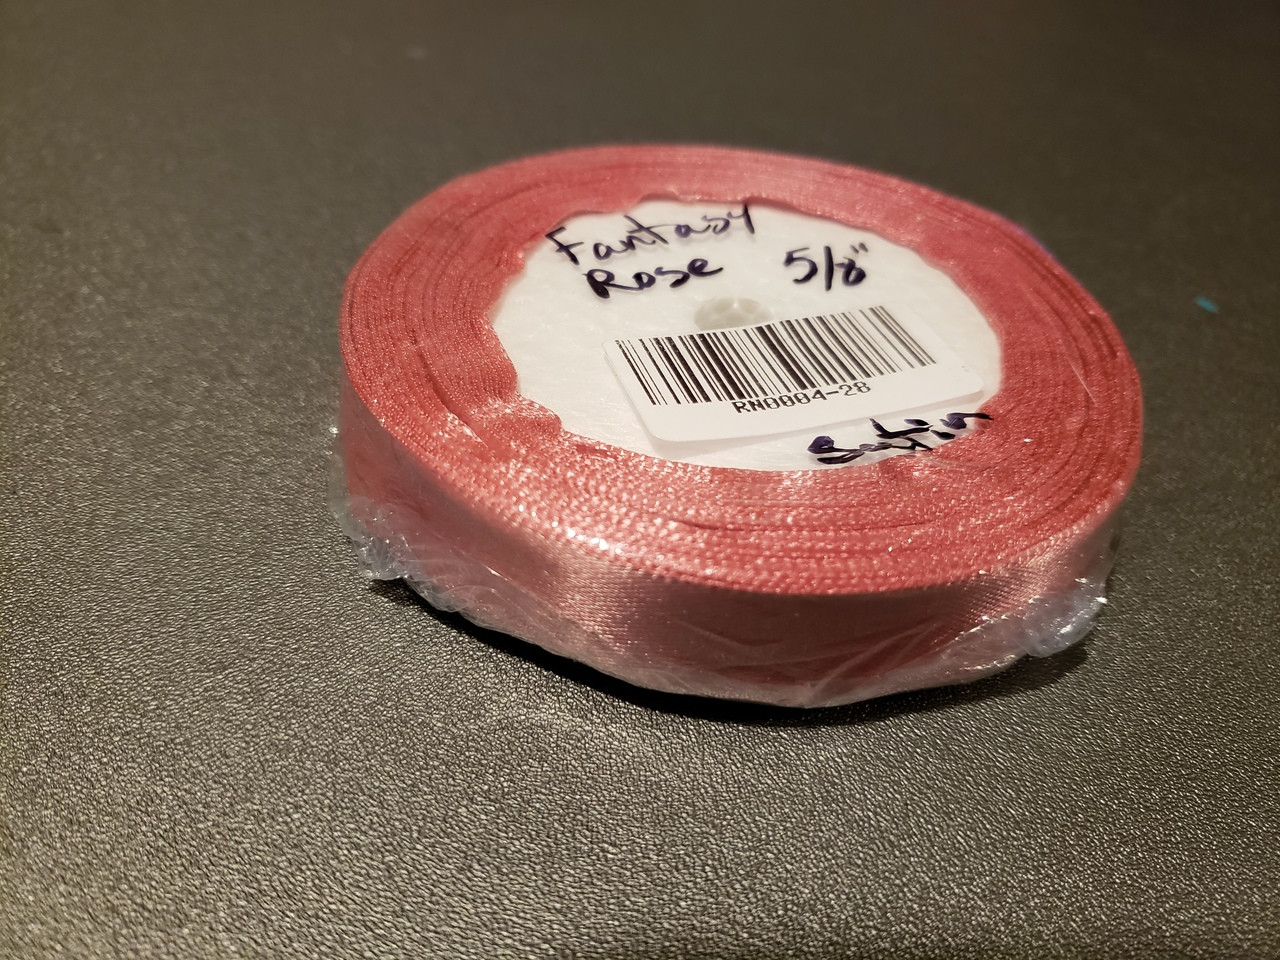 Fantasy
Rose 5/8"
RN0004-28
Satin